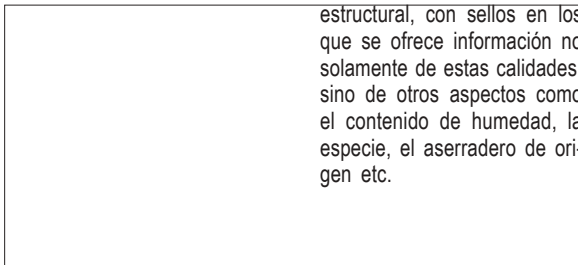 estructural, con sellos en los
que se ofrece información no
solamente de estas calidades
sino de otros aspectos como
el contenido de humedad, la
especie, el aserradero de ori-
gen etc.